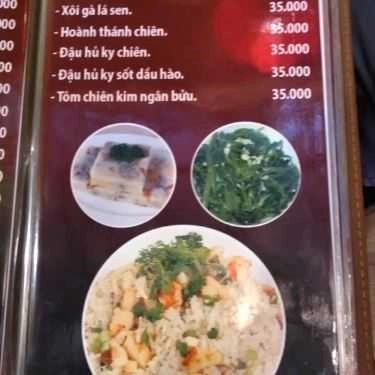 - Xôi gà lá sen. 35.000
- Hoành thánh chiên. 35.000
- Đậu hủ ky chiên. 35.000
- Đậu hủ ky sốt dầu hào. 35.000
- Tôm chiên kim ngân bửu. 35.000